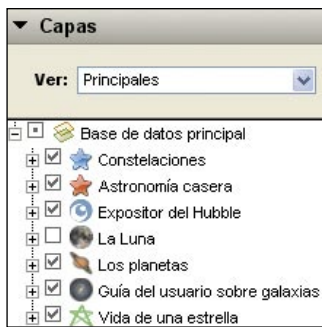 Capas
Ver: Principales
Base de datos principal
Constelaciones
Astronomía casera
Expositor del Hubble
La Luna
Los planetas
Guía del usuario sobre galaxias
Vida de una estrella